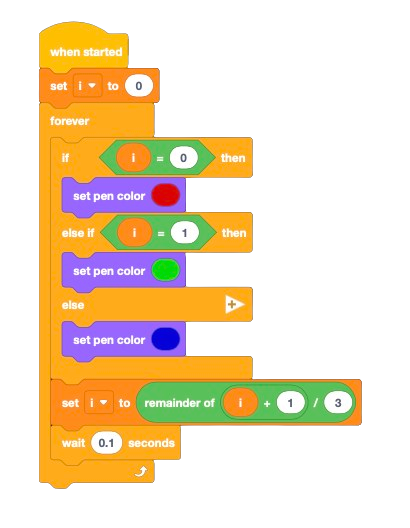 when started
set i to 0
forever
if i = 0 then
set pen color
else if i = 1 then
set pen color
else
set pen color
set i to remainder of i + 1 / 3
wait 0.1 seconds